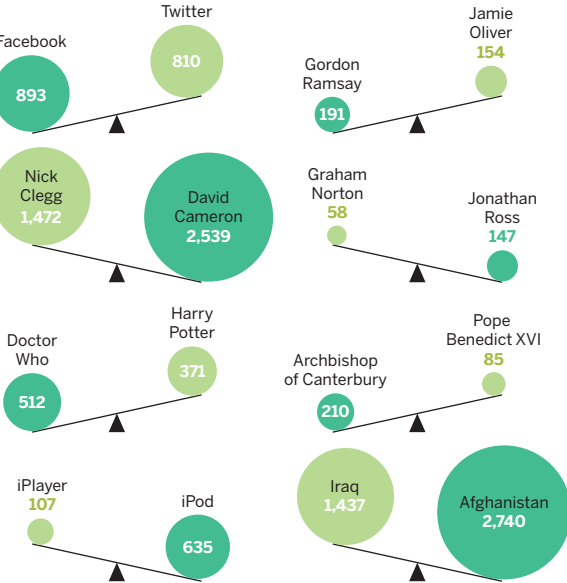 Facebook
893
Twitter
810
Gordon
Ramsay
191
Jamie
Oliver
154
Nick
Clegg
1,472
David
Cameron
2,539
Graham
Norton
58
Jonathan
Ross
147
Doctor
Who
512
Harry
Potter
371
Archbishop
of Canterbury
210
Pope
Benedict XVI
85
iPlayer
107
iPod
635
Iraq
1,437
Afghanistan
2,740